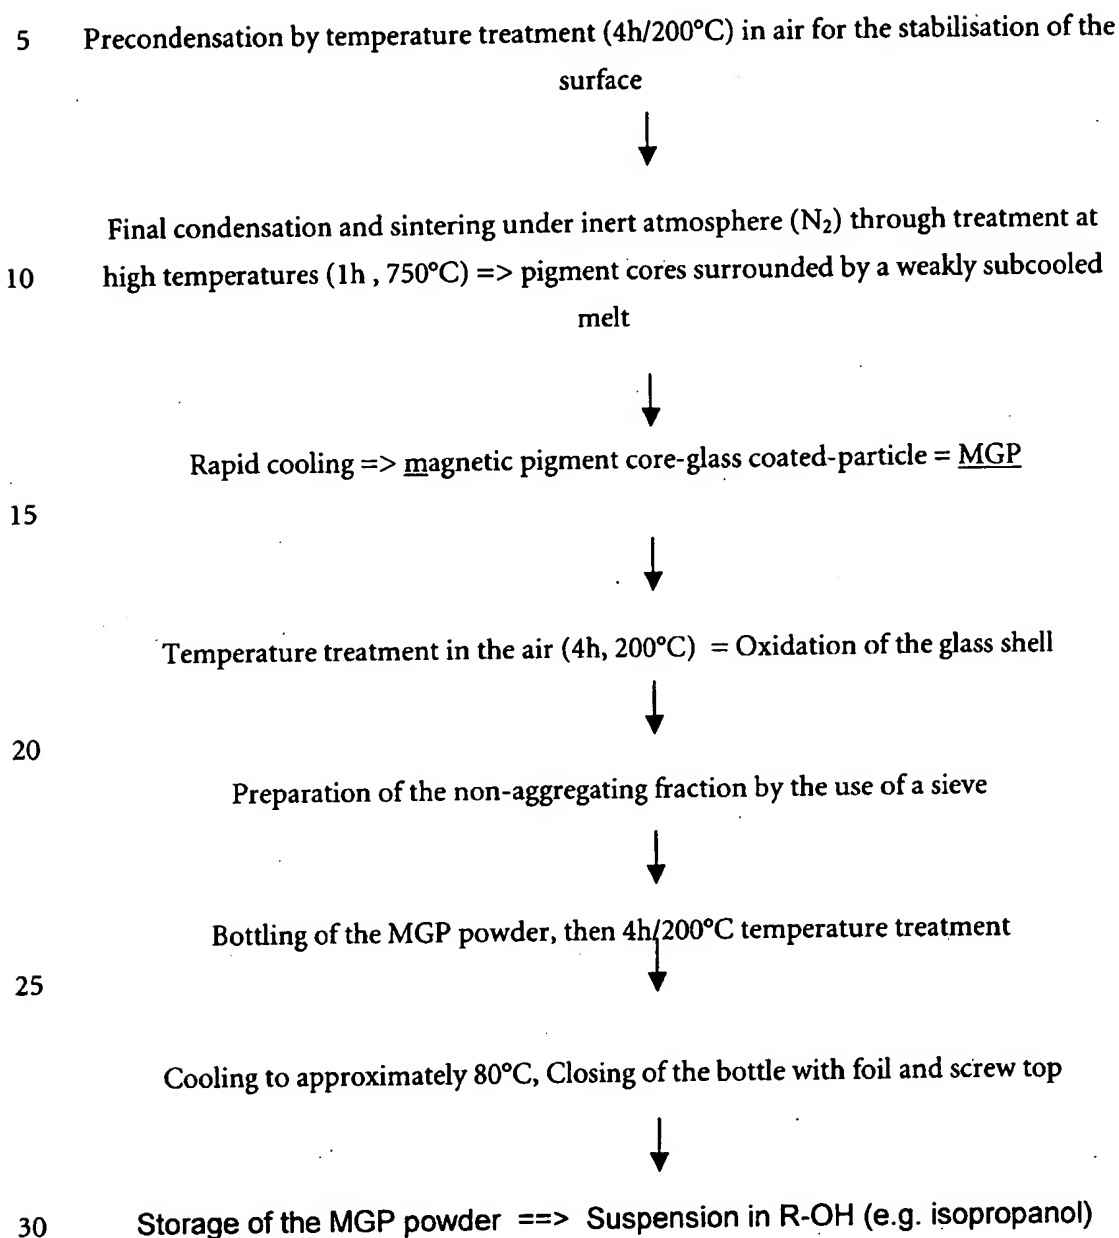 5 Precondensation by temperature treatment (4h/200°C) in air for the stabilisation of the
surface
Final condensation and sintering under inert atmosphere (N₂) through treatment at
10 high temperatures (1h , 750°C) => pigment cores surrounded by a weakly subcooled
melt
Rapid cooling => magnetic pigment core-glass coated-particle = MGP
15
Temperature treatment in the air (4h, 200°C) = Oxidation of the glass shell
20
Preparation of the non-aggregating fraction by the use of a sieve
Bottling of the MGP powder, then 4h/200°C temperature treatment
25
Cooling to approximately 80°C, Closing of the bottle with foil and screw top
30 Storage of the MGP powder ==> Suspension in R-OH (e.g. isopropanol)